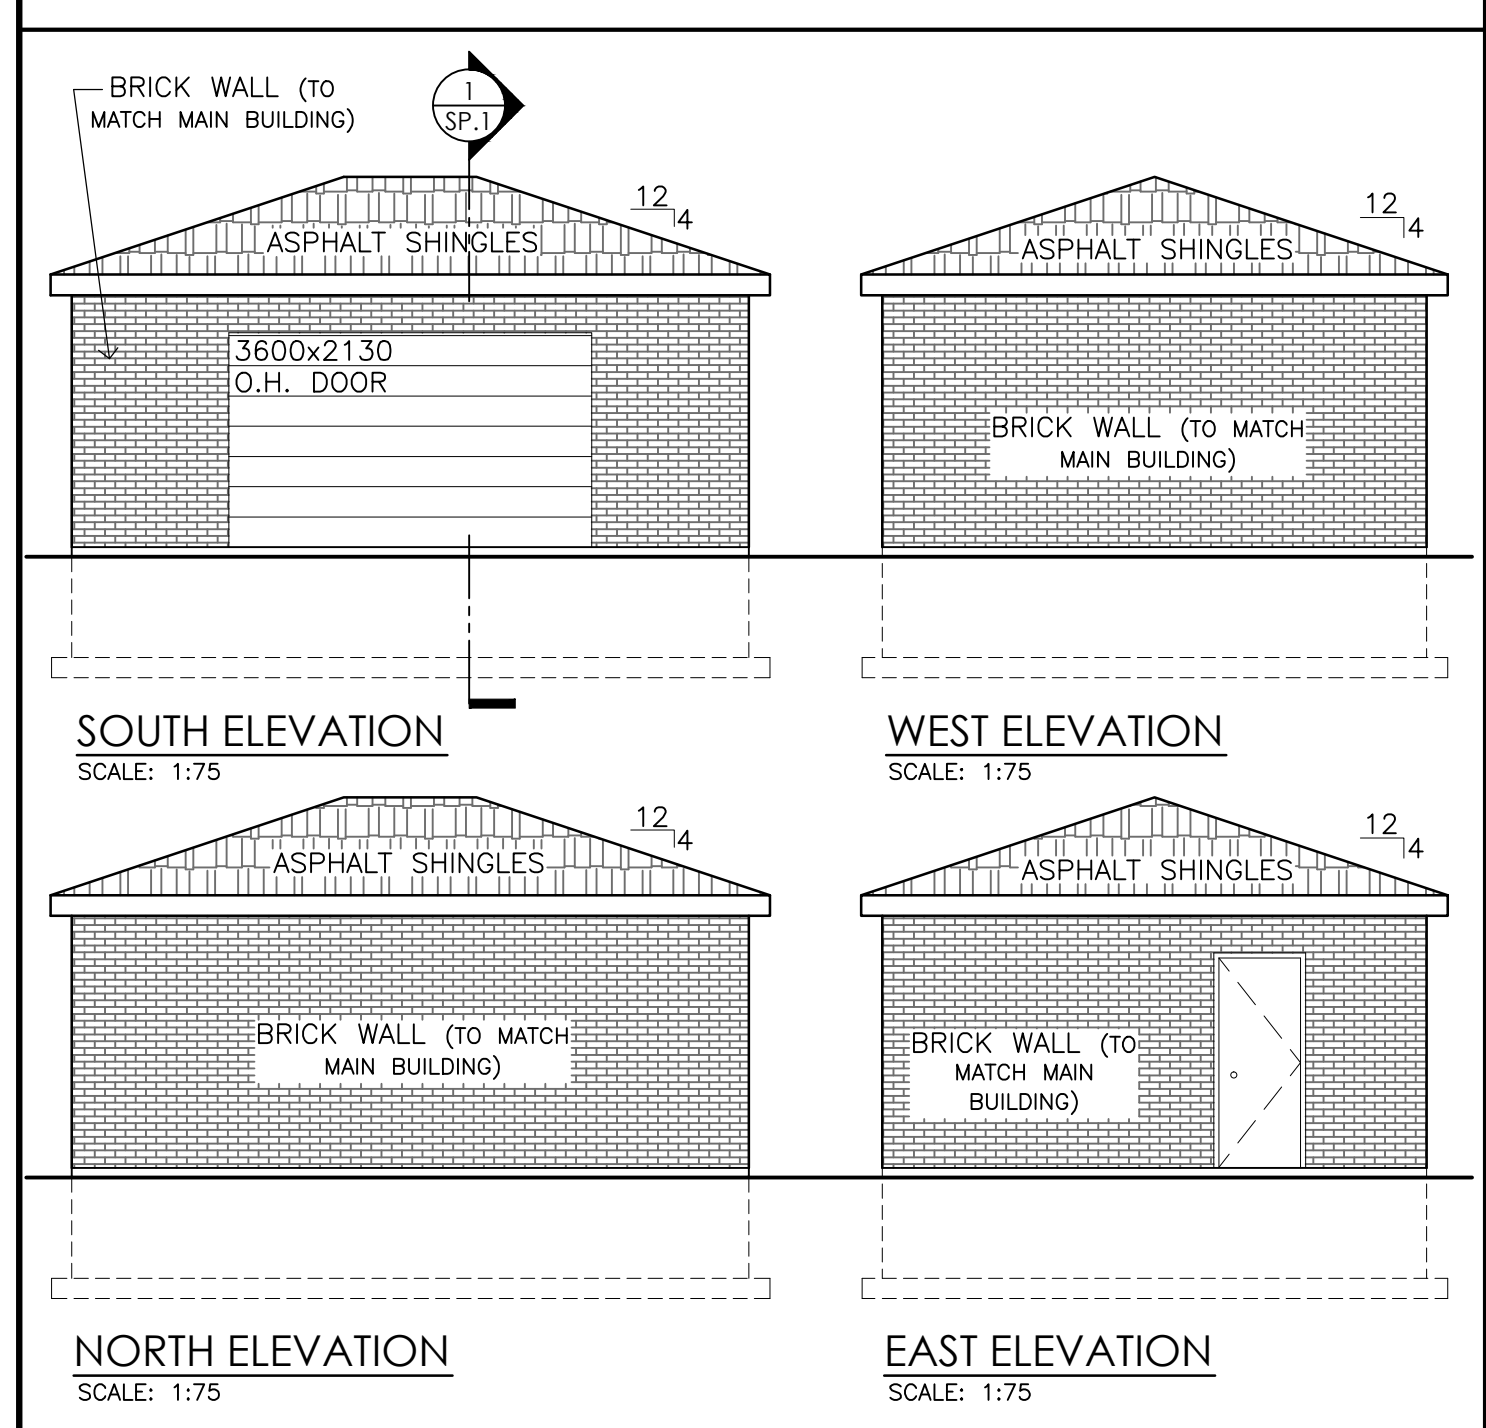 BRICK WALL (TO
MATCH MAIN BUILDING)
1
SP.1
12
4
ASPHALT SHINGLES
3600x2130
O.H. DOOR
SOUTH ELEVATION
SCALE: 1:75
12
4
ASPHALT SHINGLES
BRICK WALL (TO MATCH
MAIN BUILDING)
WEST ELEVATION
SCALE: 1:75
12
4
ASPHALT SHINGLES
BRICK WALL (TO MATCH
MAIN BUILDING)
NORTH ELEVATION
SCALE: 1:75
12
4
ASPHALT SHINGLES
BRICK WALL (TO
MATCH MAIN
BUILDING)
EAST ELEVATION
SCALE: 1:75